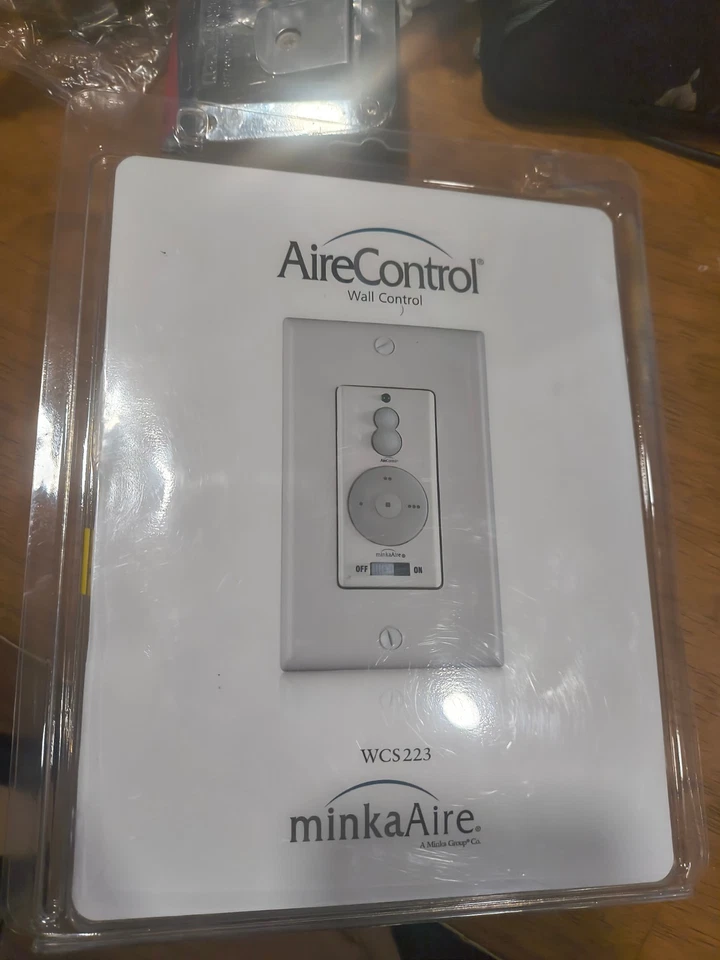 AireControl®
Wall Control
minkaAire®
OFF ON
WCS223
minkaAire®
A Minka Group® Co.